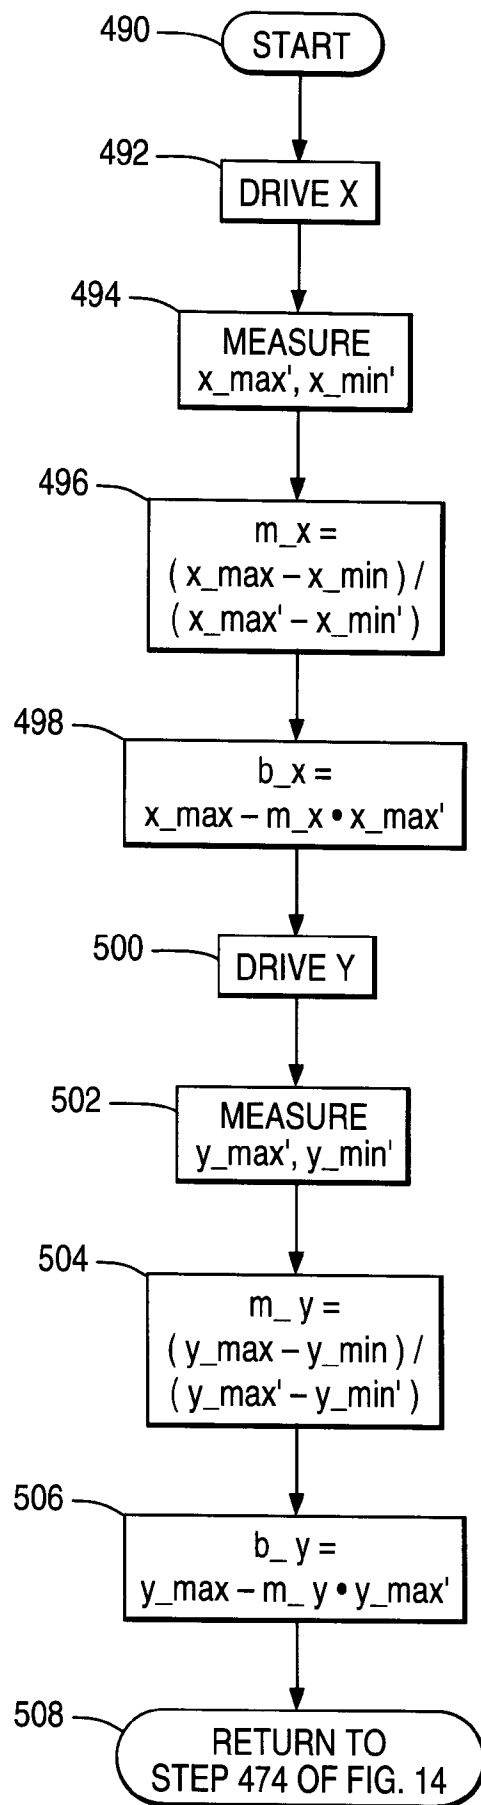 490
START
492
DRIVE X
494
MEASURE
x_max', x_min'
496
m_x =
( x_max – x_min ) /
( x_max' – x_min' )
498
b_x =
x_max – m_x • x_max'
500
DRIVE Y
502
MEASURE
y_max', y_min'
504
m_ y =
( y_max – y_min ) /
( y_max' – y_min' )
506
b_ y =
y_max – m_ y • y_max'
508
RETURN TO
STEP 474 OF FIG. 14